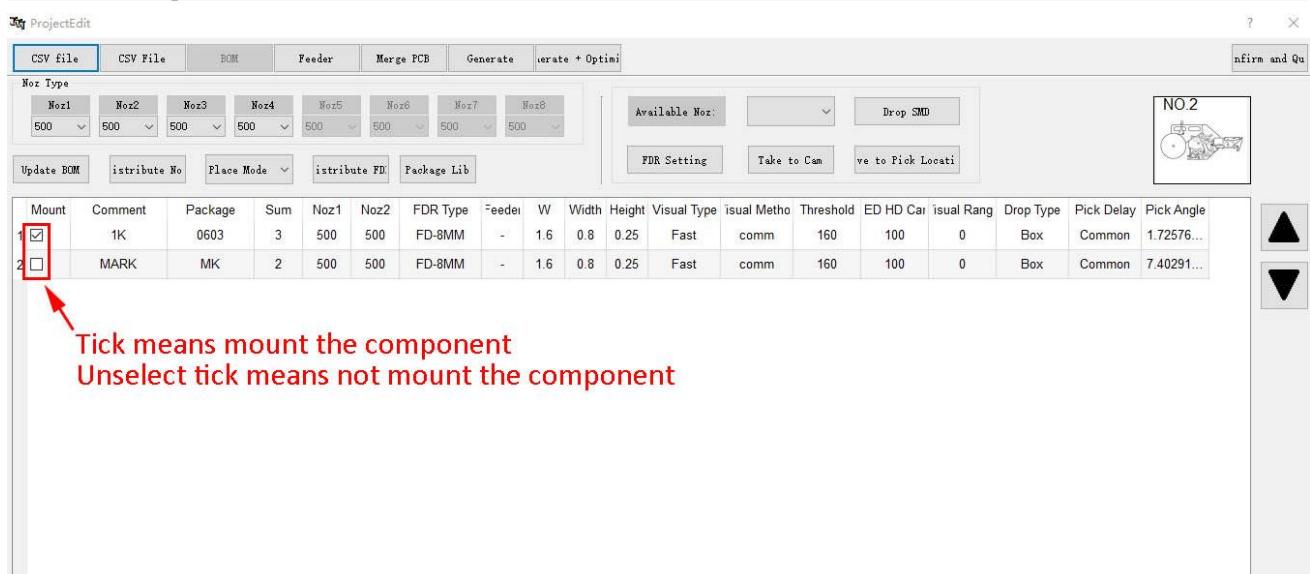 ProjectEdit ? ×
CSV file CSV File BOM Feeder Merge PCB Generate erate + Optimi nfirm and Qu
Noz Type
Noz1 Noz2 Noz3 Noz4 Noz5 Noz6 Noz7 Noz8
500 500 500 500 500 500 500 500
Available Noz: Drop SMD
NO.2
Update BOM istribute No Place Mode istribute FD: Package Lib
FDR Setting Take to Cam ve to Pick Locati
Mount Comment Package Sum Noz1 Noz2 FDR Type Feeder W Width Height Visual Type isual Metho Threshold ED HD Car isual Rang Drop Type Pick Delay Pick Angle
1 1K 0603 3 500 500 FD-8MM - 1.6 0.8 0.25 Fast comm 160 100 0 Box Common 1.72576...
2 MARK MK 2 500 500 FD-8MM - 1.6 0.8 0.25 Fast comm 160 100 0 Box Common 7.40291...
Tick means mount the component
Unselect tick means not mount the component